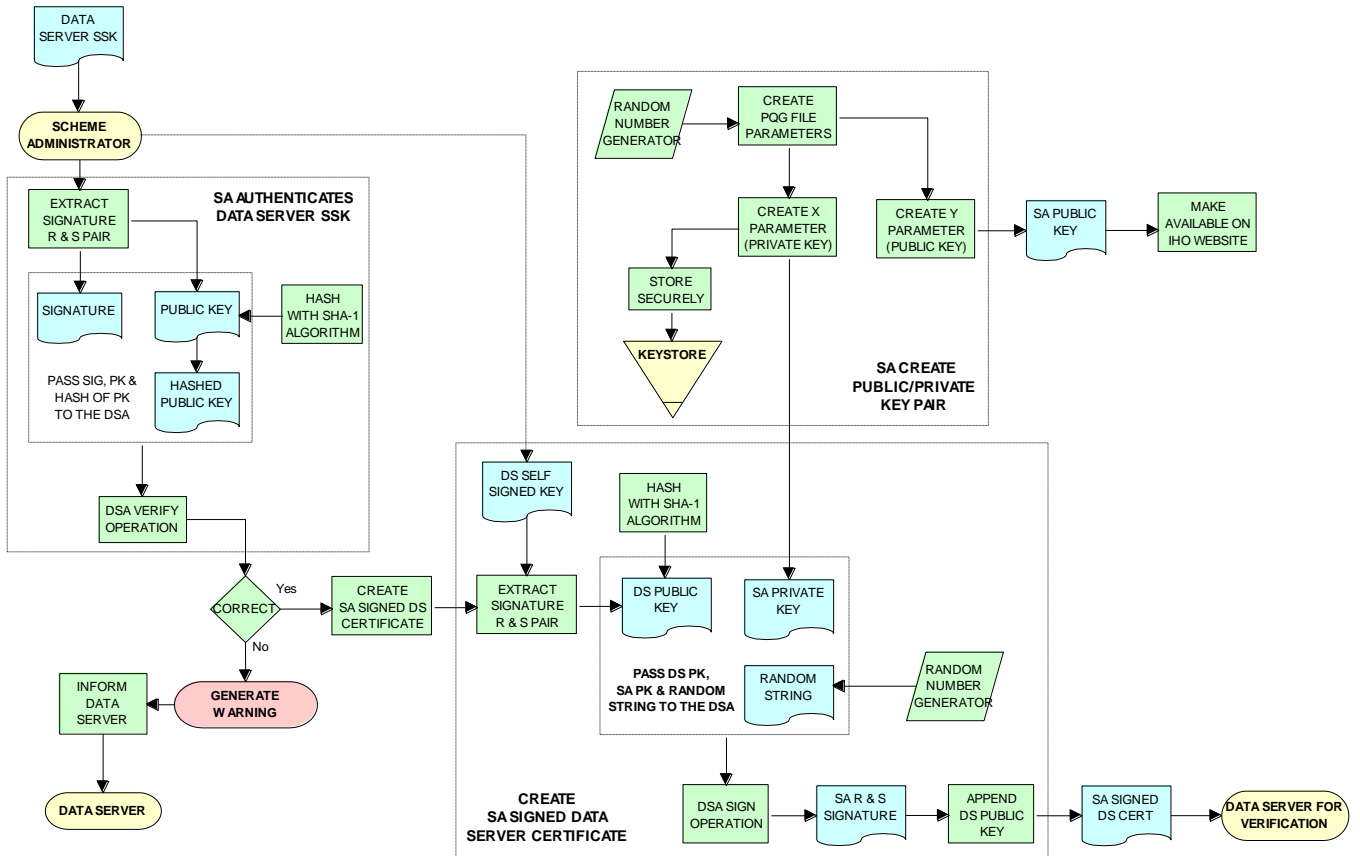 DATA
SERVER SSK
SCHEME
ADMINISTRATOR
SA AUTHENTICATES
DATA SERVER SSK
EXTRACT
SIGNATURE
R & S PAIR
SIGNATURE
PUBLIC KEY
HASH
WITH SHA-1
ALGORITHM
PASS SIG, PK &
HASH OF PK
TO THE DSA
HASHED
PUBLIC KEY
DSA VERIFY
OPERATION
CORRECT
Yes
No
CREATE
SA SIGNED DS
CERTIFICATE
GENERATE
WARNING
INFORM
DATA
SERVER
DATA SERVER
RANDOM
NUMBER
GENERATOR
CREATE
PQG FILE
PARAMETERS
CREATE X
PARAMETER
(PRIVATE KEY)
CREATE Y
PARAMETER
(PUBLIC KEY)
SA PUBLIC
KEY
MAKE
AVAILABLE ON
IHO WEBSITE
STORE
SECURELY
KEYSTORE
SA CREATE
PUBLIC/PRIVATE
KEY PAIR
DS SELF
SIGNED KEY
HASH
WITH SHA-1
ALGORITHM
EXTRACT
SIGNATURE
R & S PAIR
DS PUBLIC
KEY
SA PRIVATE
KEY
PASS DS PK,
SA PK & RANDOM
STRING TO THE DSA
RANDOM
STRING
RANDOM
NUMBER
GENERATOR
CREATE
SA SIGNED DATA
SERVER CERTIFICATE
DSA SIGN
OPERATION
SA R & S
SIGNATURE
APPEND
DS PUBLIC
KEY
SA SIGNED
DS CERT
DATA SERVER FOR
VERIFICATION